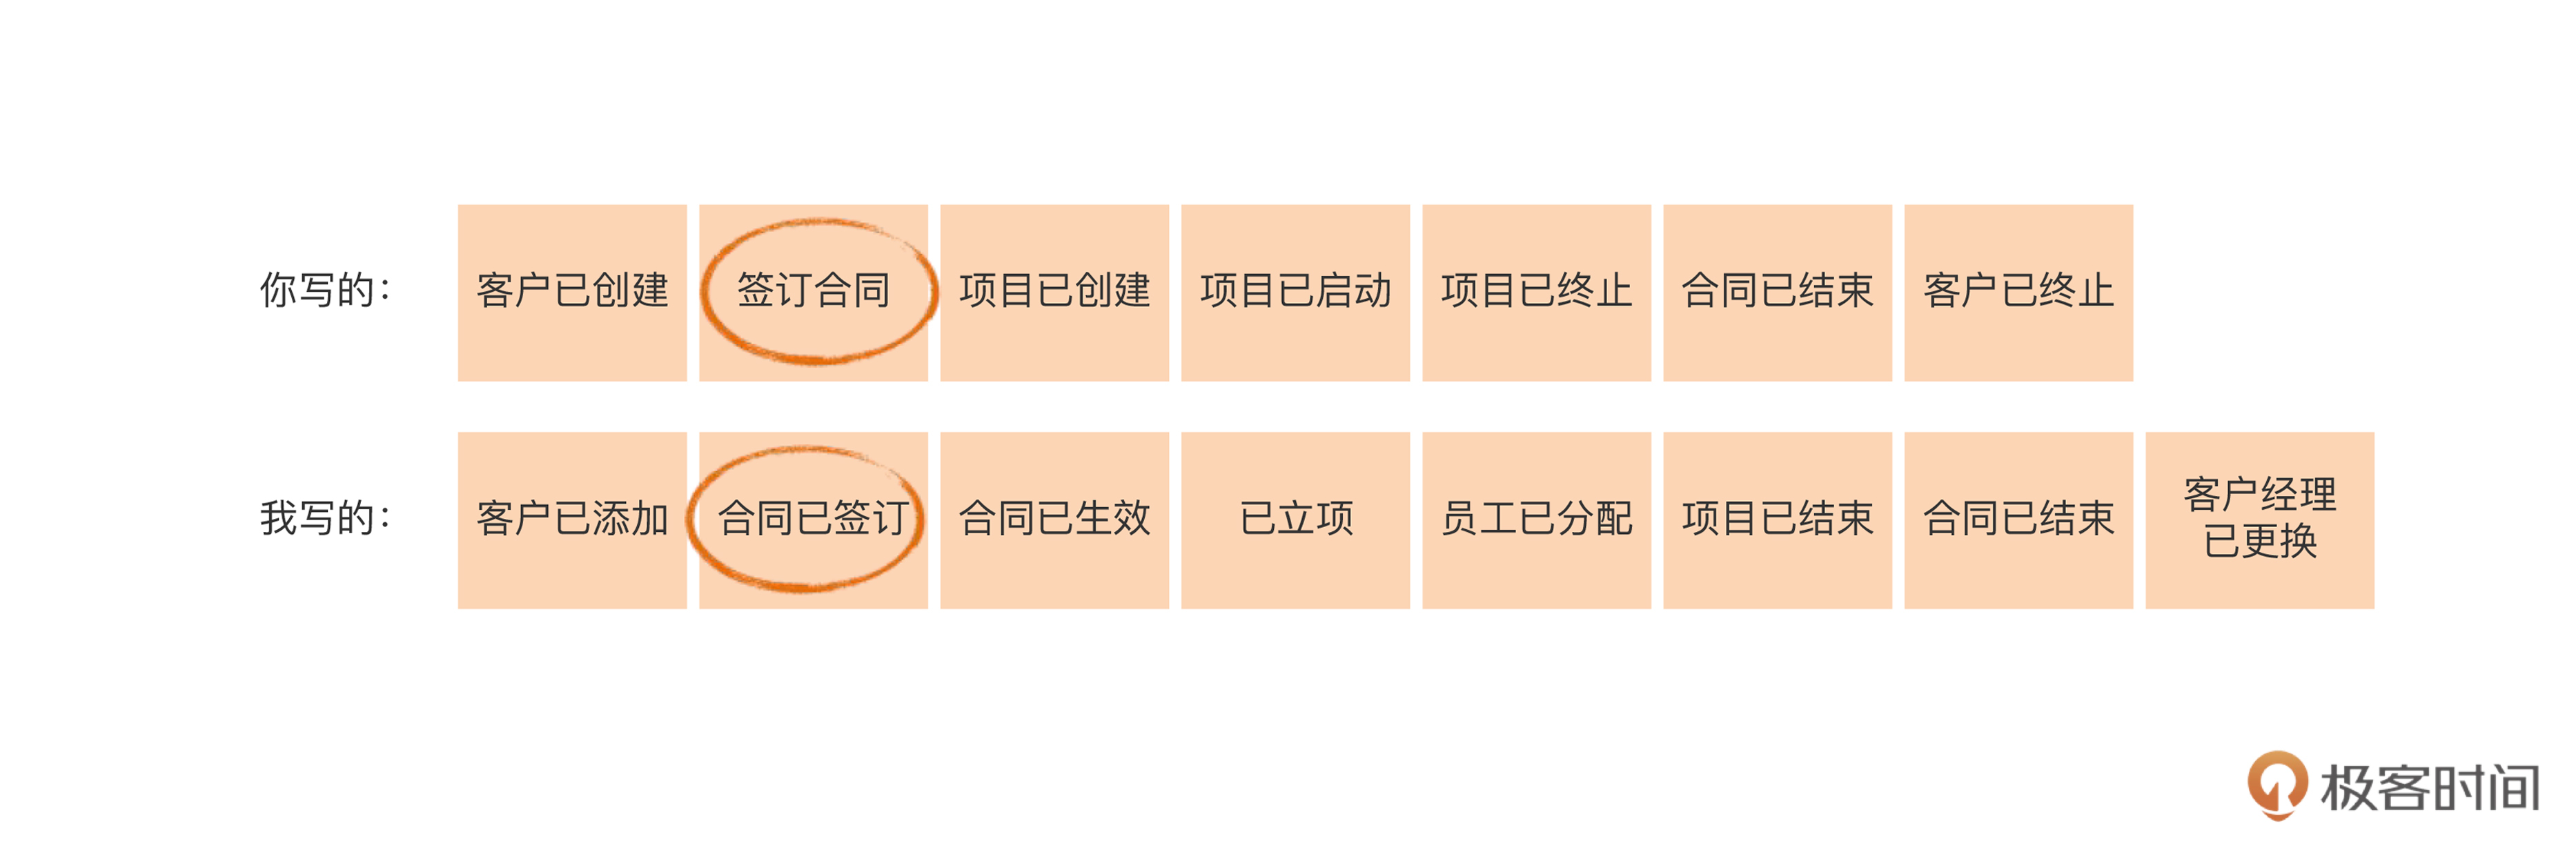 你写的： 客户已创建 签订合同 项目已创建 项目已启动 项目已终止 合同已结束 客户已终止
我写的： 客户已添加 合同已签订 合同已生效 已立项 员工已分配 项目已结束 合同已结束 客户经理
已更换
极客时间